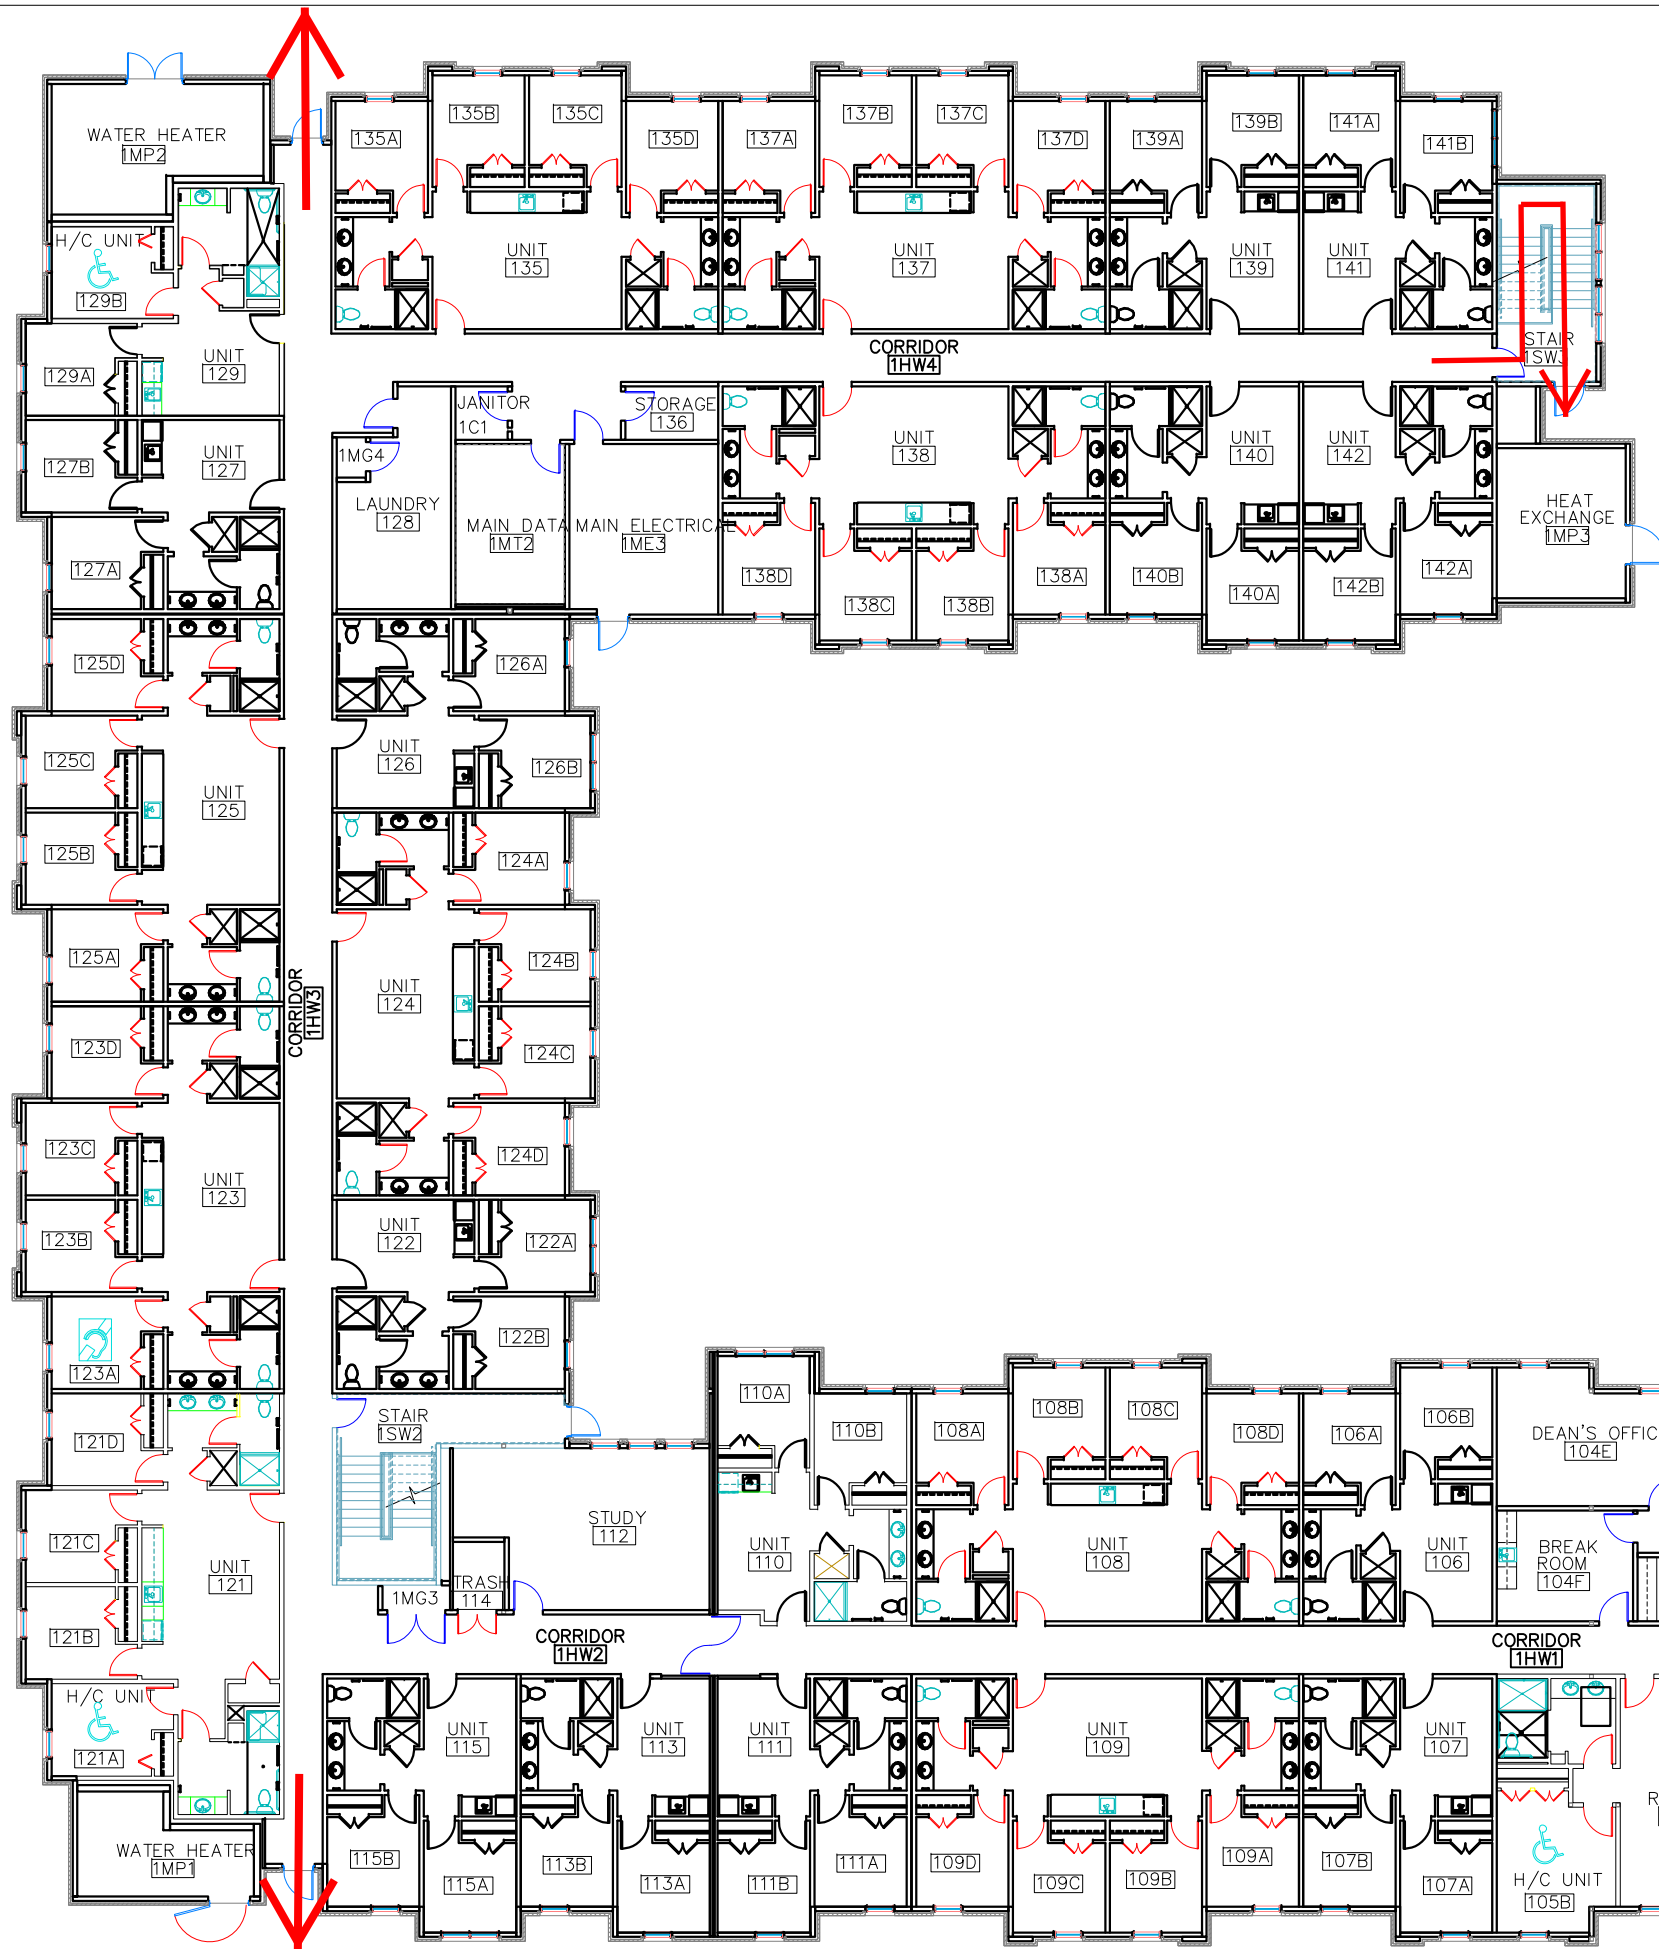 WATER HEATER
1MP2
135A
135B
135C
135D
137A
137B
137C
137D
139A
139B
141A
141B
H/C UNIT
129B
UNIT
135
UNIT
137
UNIT
139
UNIT
141
STAIR
1SW3
CORRIDOR
1HW4
129A
UNIT
129
127B
UNIT
127
127A
JANITOR
1C1
STORAGE
136
1MG4
LAUNDRY
128
MAIN DATA
1MT2
MAIN ELECTRICAL
1ME3
UNIT
138
UNIT
140
UNIT
142
HEAT
EXCHANGE
1MP3
138D
138C
138B
138A
140B
140A
142B
142A
125D
126A
125C
UNIT
126
126B
UNIT
125
125B
124A
125A
124B
UNIT
124
CORRIDOR
1HW3
123D
124C
123C
124D
UNIT
123
123B
UNIT
122
122A
123A
122B
121D
STAIR
1SW2
110A
110B
108A
108B
108C
108D
106A
106B
DEAN'S OFFIC
104E
121C
STUDY
112
UNIT
121
UNIT
110
UNIT
108
UNIT
106
BREAK
ROOM
104F
121B
1MG3
TRASH
114
CORRIDOR
1HW2
CORRIDOR
1HW1
H/C UNIT
121A
UNIT
115
UNIT
113
UNIT
111
UNIT
109
UNIT
107
R
WATER HEATER
1MP1
115B
115A
113B
113A
111B
111A
109D
109C
109B
109A
107B
107A
H/C UNIT
105B